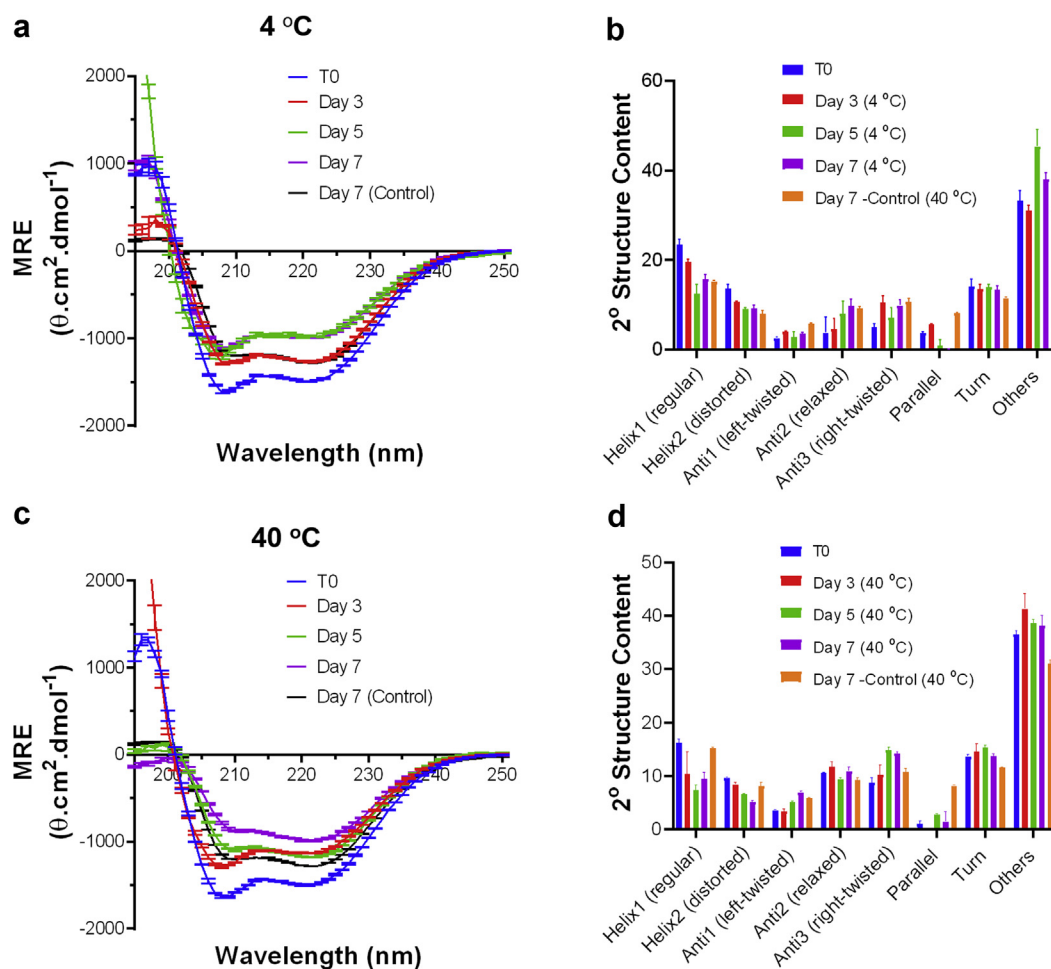 a
4 °C
2000
1000
0
-1000
-2000
MRE
(θ.cm2.dmol-1)
200 210 220 230 240 250
Wavelength (nm)
T0
Day 3
Day 5
Day 7
Day 7 (Control)
b
60
40
20
0
2° Structure Content
T0
Day 3 (4 °C)
Day 5 (4 °C)
Day 7 (4 °C)
Day 7 -Control (40 °C)
Helix1 (regular)
Helix2 (distorted)
Anti1 (left-twisted)
Anti2 (relaxed)
Anti3 (right-twisted)
Parallel
Turn
Others
c
40 °C
2000
1000
0
-1000
-2000
MRE
(θ.cm2.dmol-1)
200 210 220 230 240 250
Wavelength (nm)
T0
Day 3
Day 5
Day 7
Day 7 (Control)
d
50
40
30
20
10
0
2° Structure Content
T0
Day 3 (40 °C)
Day 5 (40 °C)
Day 7 (40 °C)
Day 7 -Control (40 °C)
Helix1 (regular)
Helix2 (distorted)
Anti1 (left-twisted)
Anti2 (relaxed)
Anti3 (right-twisted)
Parallel
Turn
Others